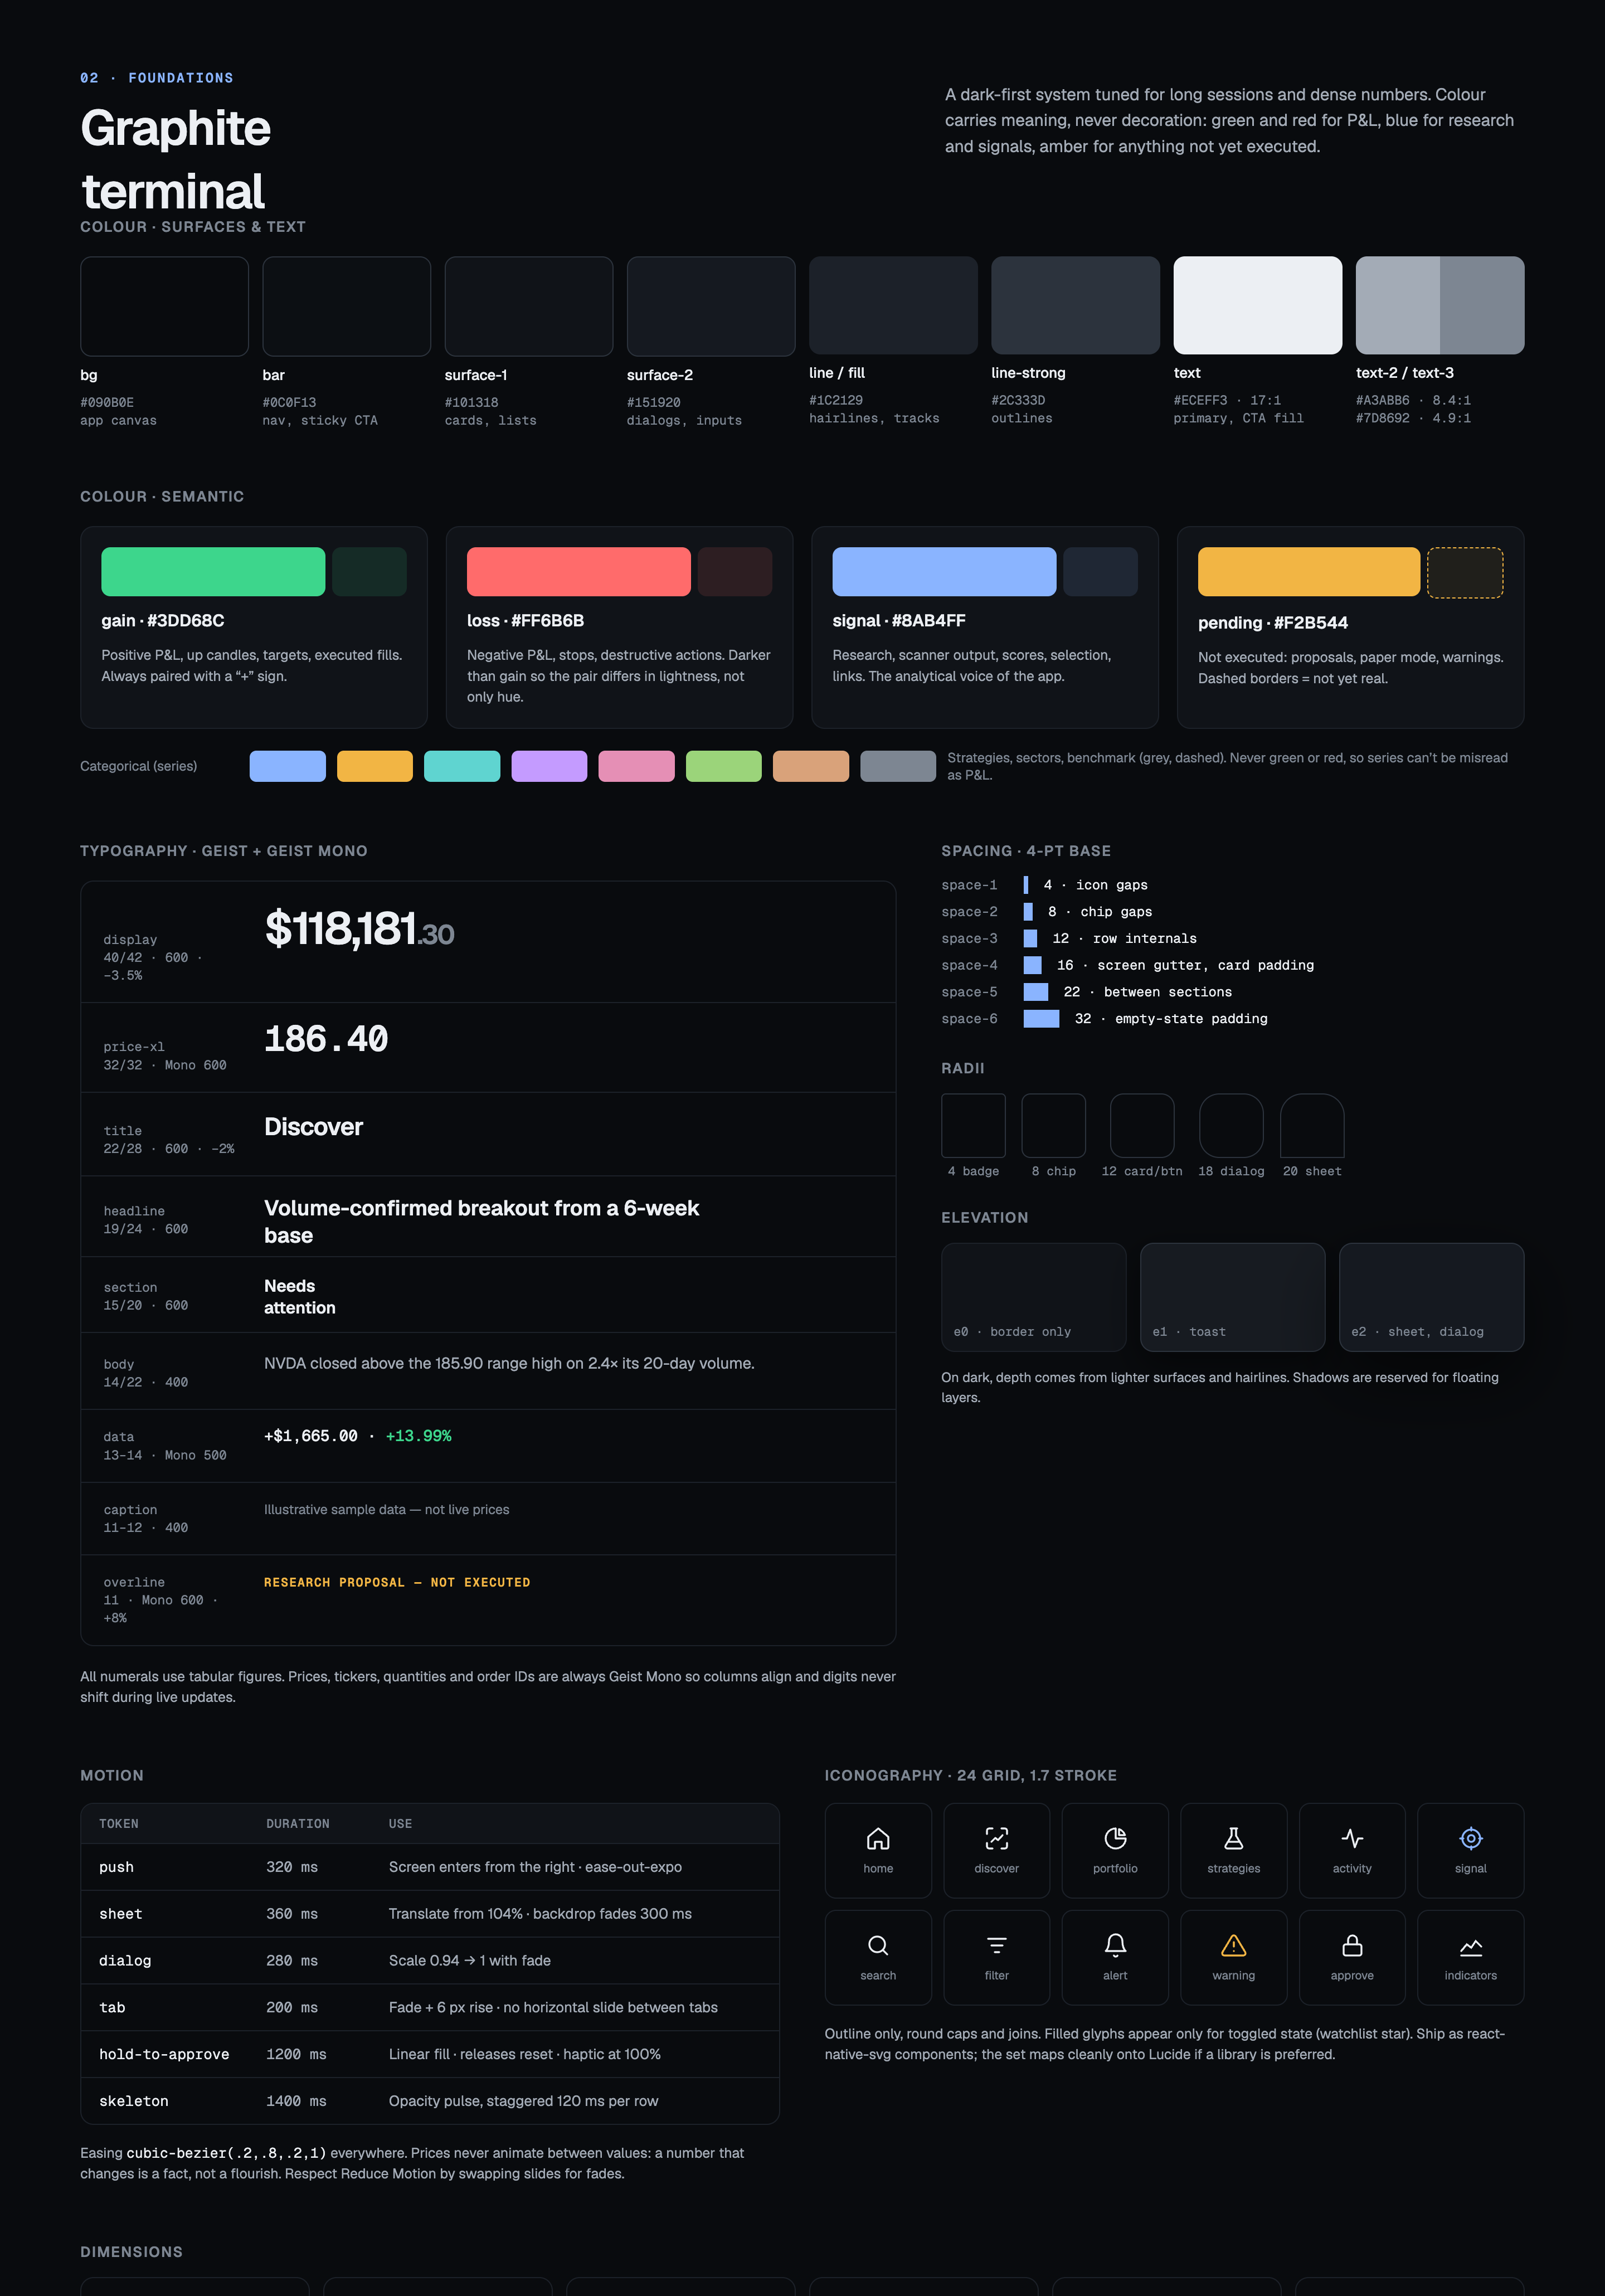 02 · FOUNDATIONS
Graphite
terminal
A dark-first system tuned for long sessions and dense numbers. Colour
carries meaning, never decoration: green and red for P&L, blue for research
and signals, amber for anything not yet executed.
COLOUR · SURFACES & TEXT
bg
#090B0E
app canvas
bar
#0C0F13
nav, sticky CTA
surface-1
#101318
cards, lists
surface-2
#151920
dialogs, inputs
line / fill
#1C2129
hairlines, tracks
line-strong
#2C333D
outlines
text
#ECEFF3 · 17:1
primary, CTA fill
text-2 / text-3
#A3ABB6 · 8.4:1
#7D8692 · 4.9:1
COLOUR · SEMANTIC
gain · #3DD68C
Positive P&L, up candles, targets, executed fills.
Always paired with a “+” sign.
loss · #FF6B6B
Negative P&L, stops, destructive actions. Darker
than gain so the pair differs in lightness, not
only hue.
signal · #8AB4FF
Research, scanner output, scores, selection,
links. The analytical voice of the app.
pending · #F2B544
Not executed: proposals, paper mode, warnings.
Dashed borders = not yet real.
Categorical (series)
Strategies, sectors, benchmark (grey, dashed). Never green or red, so series can’t be misread
as P&L.
TYPOGRAPHY · GEIST + GEIST MONO
display
40/42 · 600 ·
−3.5%
$118,181.30
price-xl
32/32 · Mono 600
186.40
title
22/28 · 600 · −2%
Discover
headline
19/24 · 600
Volume-confirmed breakout from a 6-week
base
section
15/20 · 600
Needs
attention
body
14/22 · 400
NVDA closed above the 185.90 range high on 2.4× its 20-day volume.
data
13–14 · Mono 500
+$1,665.00 · +13.99%
caption
11–12 · 400
Illustrative sample data — not live prices
overline
11 · Mono 600 ·
+8%
RESEARCH PROPOSAL — NOT EXECUTED
All numerals use tabular figures. Prices, tickers, quantities and order IDs are always Geist Mono so columns align and digits never
shift during live updates.
SPACING · 4-PT BASE
space-1 4 · icon gaps
space-2 8 · chip gaps
space-3 12 · row internals
space-4 16 · screen gutter, card padding
space-5 22 · between sections
space-6 32 · empty-state padding
RADII
4 badge
8 chip
12 card/btn
18 dialog
20 sheet
ELEVATION
e0 · border only
e1 · toast
e2 · sheet, dialog
On dark, depth comes from lighter surfaces and hairlines. Shadows are reserved for floating
layers.
MOTION
TOKEN DURATION USE
push 320 ms Screen enters from the right · ease-out-expo
sheet 360 ms Translate from 104% · backdrop fades 300 ms
dialog 280 ms Scale 0.94 → 1 with fade
tab 200 ms Fade + 6 px rise · no horizontal slide between tabs
hold-to-approve 1200 ms Linear fill · releases reset · haptic at 100%
skeleton 1400 ms Opacity pulse, staggered 120 ms per row
Easing cubic-bezier(.2,.8,.2,1) everywhere. Prices never animate between values: a number that
changes is a fact, not a flourish. Respect Reduce Motion by swapping slides for fades.
ICONOGRAPHY · 24 GRID, 1.7 STROKE
home
discover
portfolio
strategies
activity
signal
search
filter
alert
warning
approve
indicators
Outline only, round caps and joins. Filled glyphs appear only for toggled state (watchlist star). Ship as react-
native-svg components; the set maps cleanly onto Lucide if a library is preferred.
DIMENSIONS